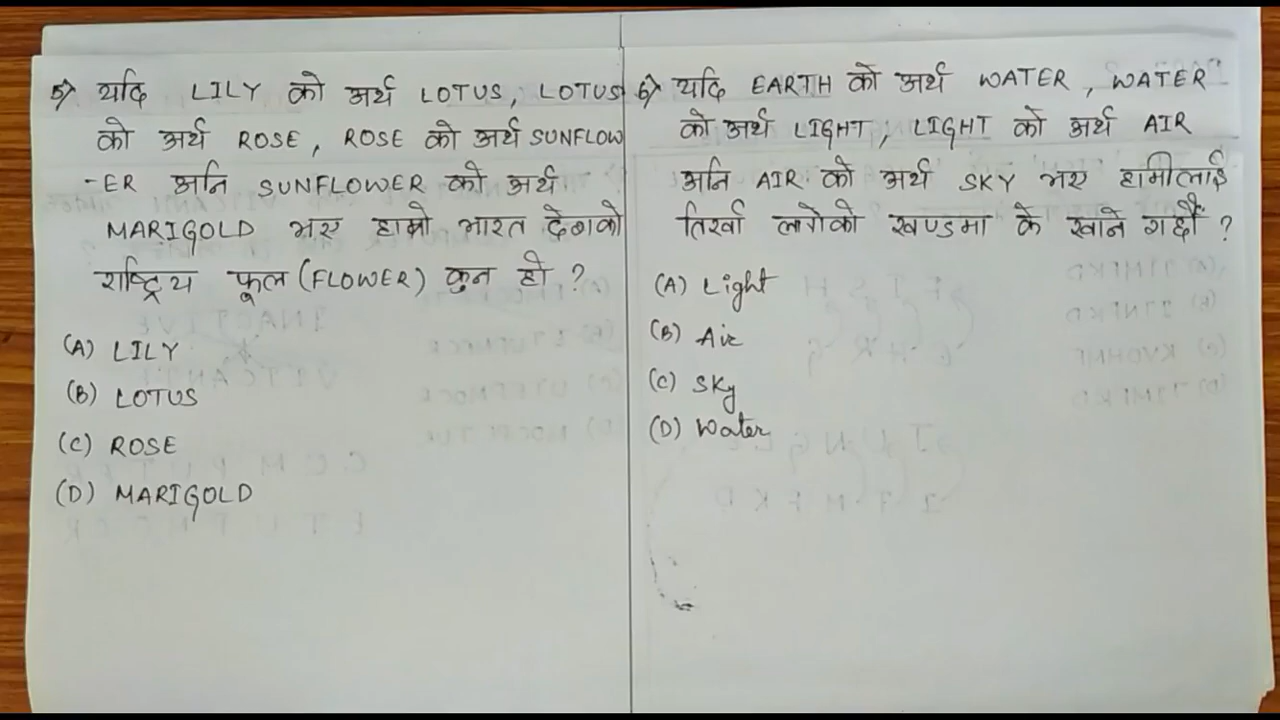 5) यदि LILY को अर्थ LOTUS, LOTUS
को अर्थ ROSE, ROSE को अर्थ SUNFLOW
-ER अनि SUNFLOWER को अर्थ
MARIGOLD भए हाम्रो भारत देशको
राष्ट्रिय फूल (FLOWER) कुन हो ?
(A) LILY
(B) LOTUS
(C) ROSE
(D) MARIGOLD
6) यदि EARTH को अर्थ WATER, WATER
को अर्थ LIGHT, LIGHT को अर्थ AIR
अनि AIR को अर्थ SKY भए हामीलाई
तिर्खा लागेको खण्डमा के खाने गर्छौं ?
(A) Light
(B) Air
(C) Sky
(D) Water